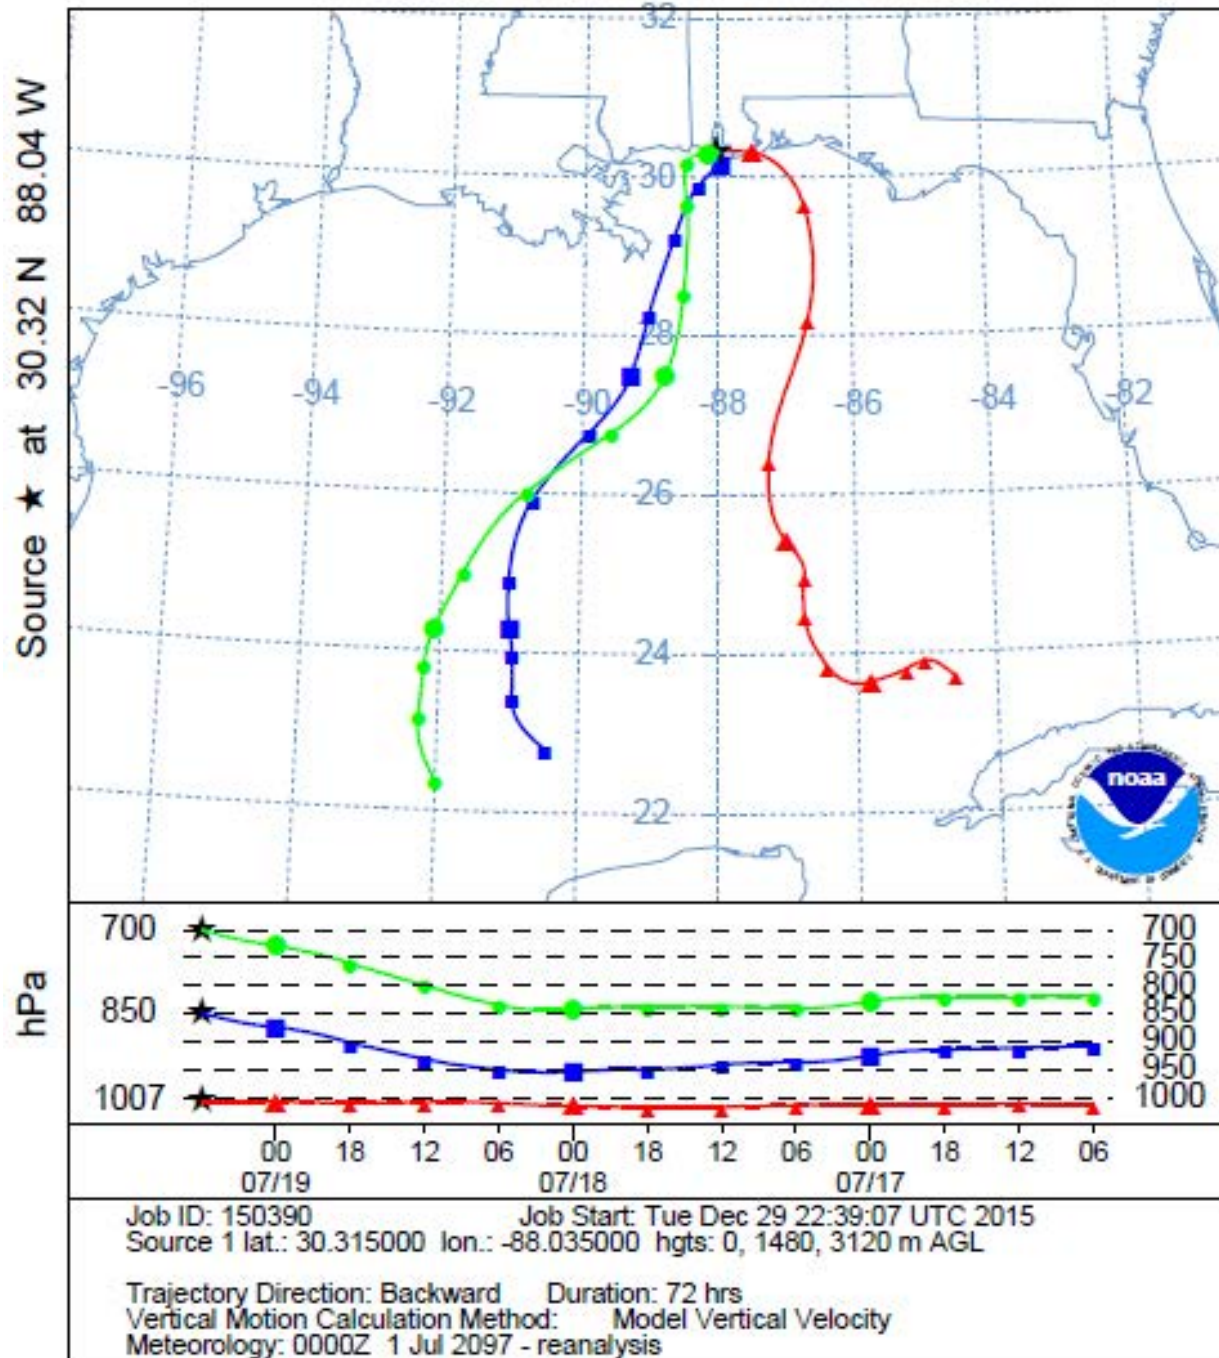 32
Source ★ at 30.32 N 88.04 W
30
28
-96 -94 -92 -90 -88 -86 -84 -82
26
24
22
noaa
hPa
700 700
750
800
850 850
900
950
1007 1000
00 18 12 06 00 18 12 06 00 18 12 06
07/19 07/18 07/17
Job ID: 150390 Job Start: Tue Dec 29 22:39:07 UTC 2015
Source 1 lat.: 30.315000 lon.: -88.035000 hgts: 0, 1480, 3120 m AGL
Trajectory Direction: Backward Duration: 72 hrs
Vertical Motion Calculation Method: Model Vertical Velocity
Meteorology: 0000Z 1 Jul 2097 - reanalysis